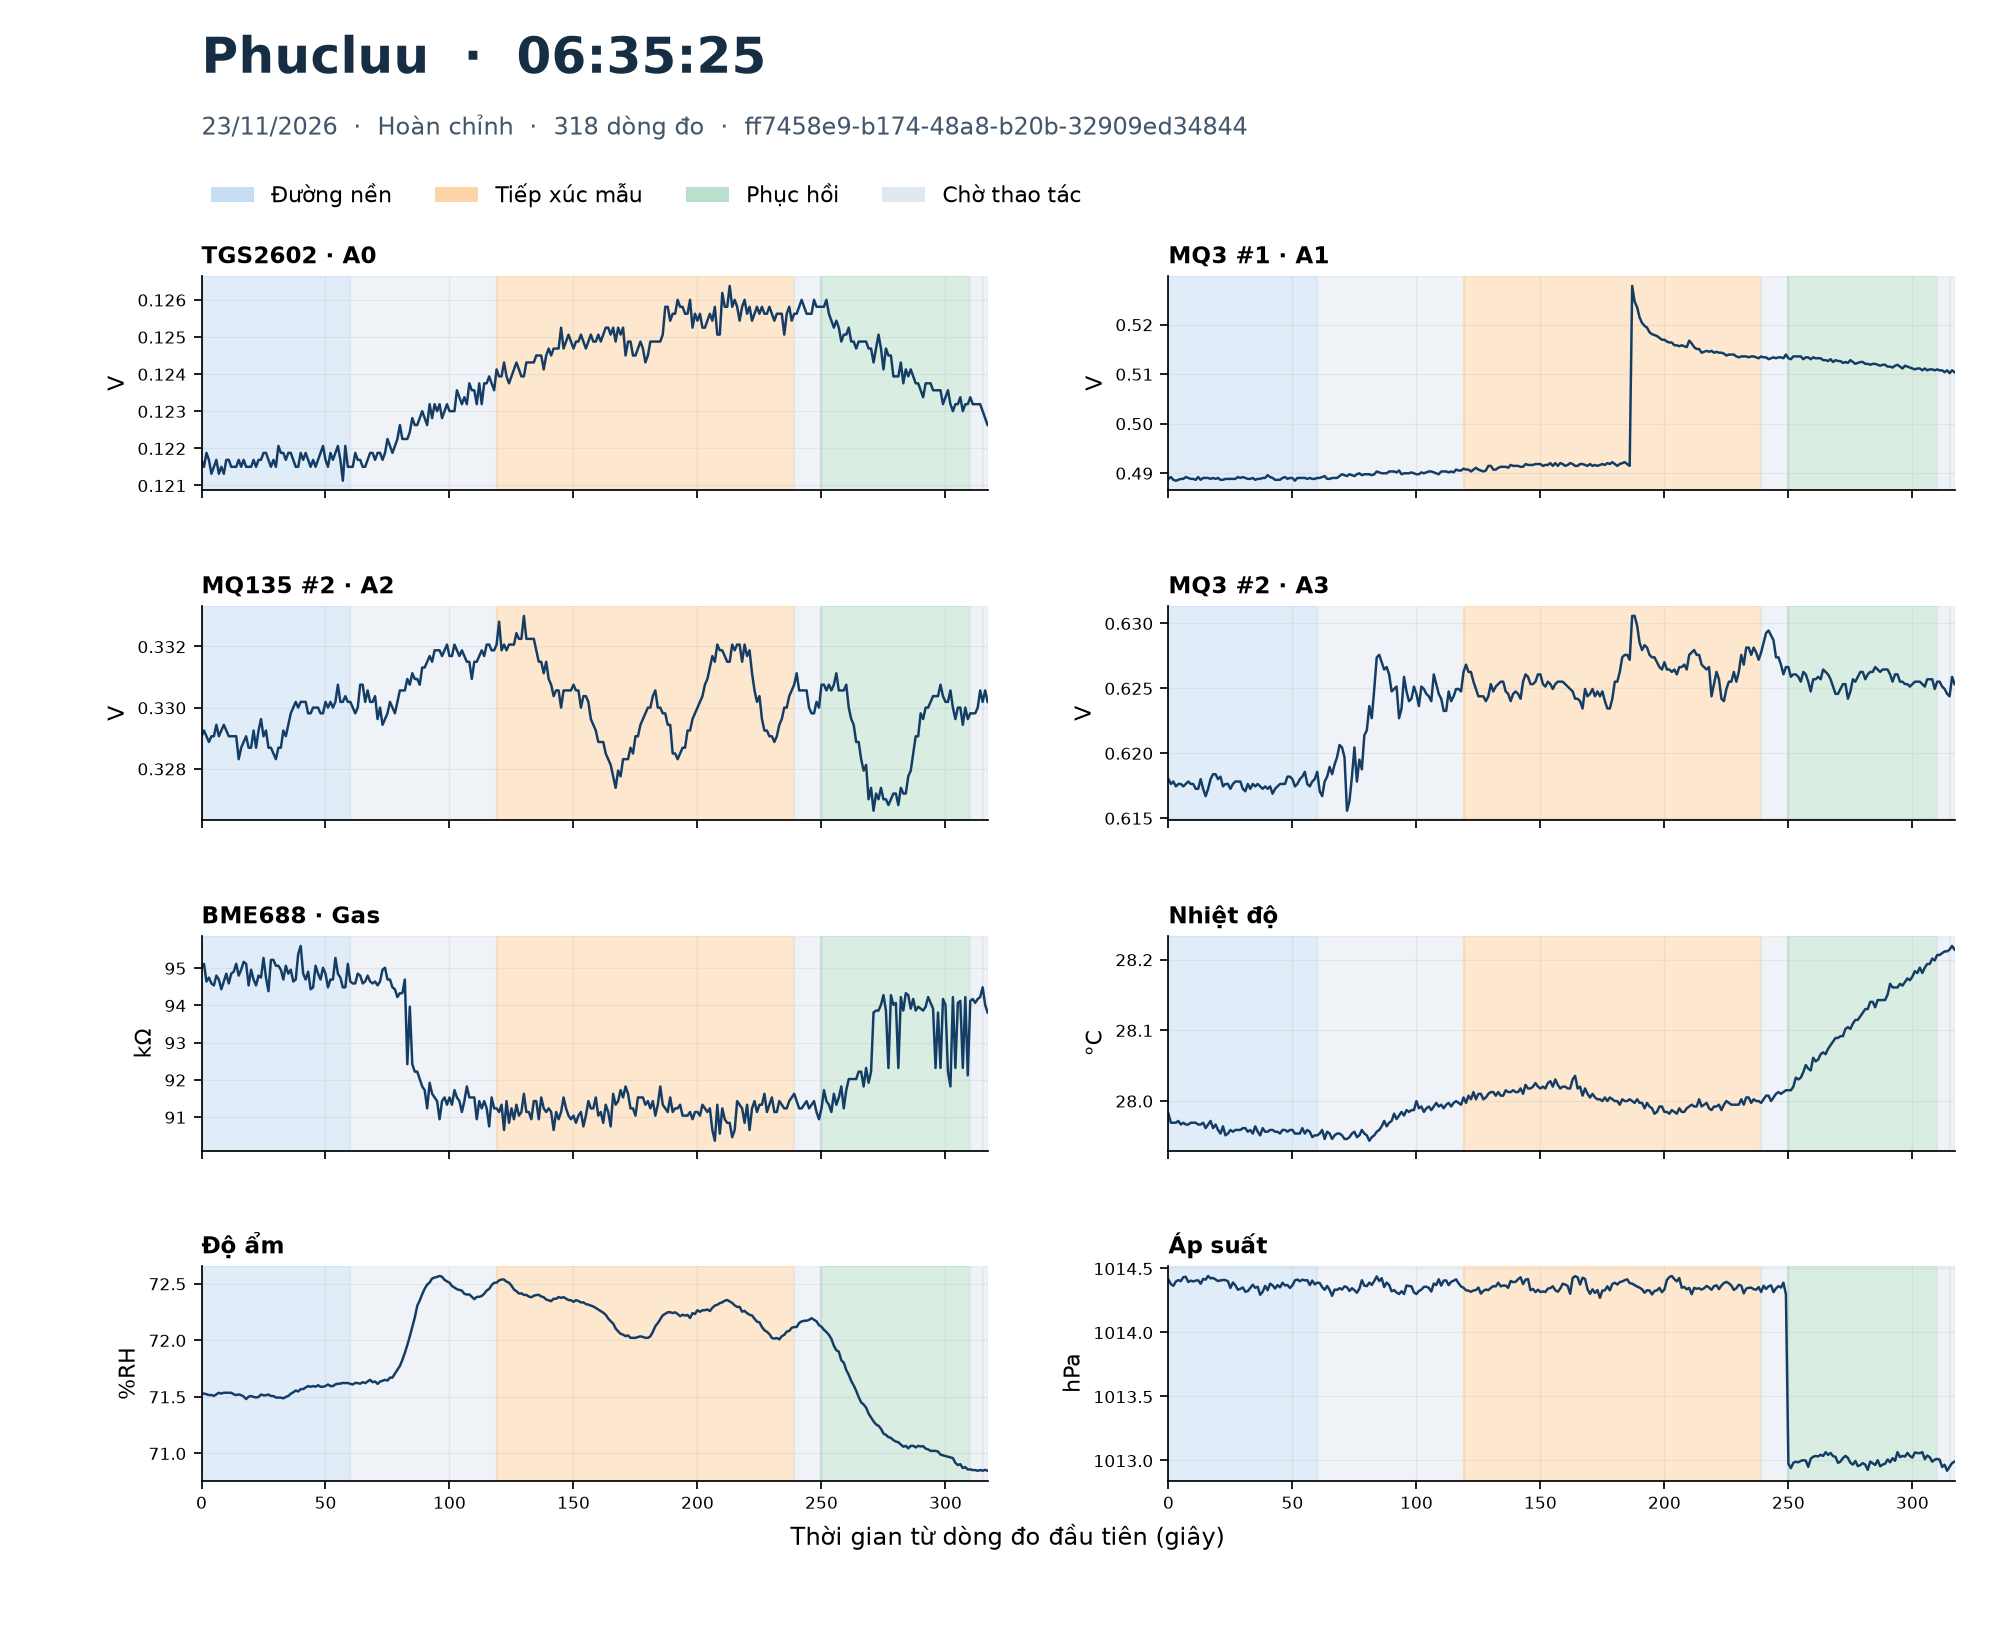 Phucluu · 06:35:25
23/11/2026 · Hoàn chỉnh · 318 dòng đo · ff7458e9-b174-48a8-b20b-32909ed34844
Đường nền Tiếp xúc mẫu Phục hồi Chờ thao tác
TGS2602 · A0
V
0.126
0.125
0.124
0.123
0.122
0.121
MQ3 #1 · A1
V
0.52
0.51
0.50
0.49
MQ135 #2 · A2
V
0.332
0.330
0.328
MQ3 #2 · A3
V
0.630
0.625
0.620
0.615
BME688 · Gas
kΩ
95
94
93
92
91
Nhiệt độ
°C
28.2
28.1
28.0
Độ ẩm
%RH
72.5
72.0
71.5
71.0
0 50 100 150 200 250 300
Áp suất
hPa
1014.5
1014.0
1013.5
1013.0
0 50 100 150 200 250 300
Thời gian từ dòng đo đầu tiên (giây)